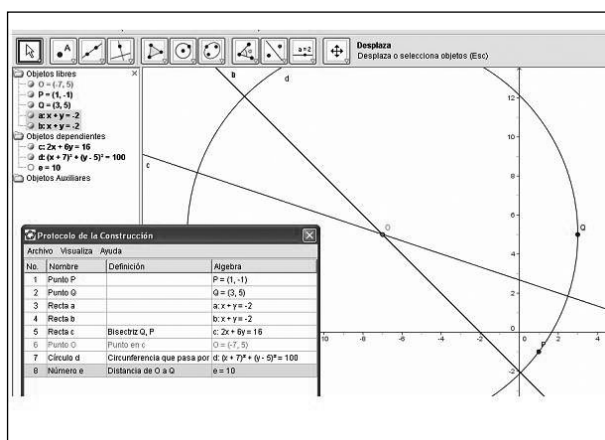 Desplaza
Desplaza o selecciona objetos (Esc)
Objetos libres
O = (-7, 5)
P = (1, -1)
Q = (3, 5)
a: x + y = -2
b: x + y = -2
Objetos dependientes
c: 2x + 6y = 16
d: (x + 7)² + (y - 5)² = 100
e = 10
Objetos Auxiliares
a=2
b
d
c
O
Q
P
12
10
8
6
4
2
-2
-10
-8
-6
-4
-2
0
2
4
Protocolo de la Construcción
Archivo Visualiza Ayuda
No. Nombre Definición Algebra
1 Punto P P = (1, -1)
2 Punto Q Q = (3, 5)
3 Recta a a: x + y = -2
4 Recta b b: x + y = -2
5 Recta c Bisectriz Q, P c: 2x + 6y = 16
6 Punto O Punto en c O = (-7, 5)
7 Círculo d Circunferencia que pasa por d: (x + 7)² + (y - 5)² = 100
8 Número e Distancia de O a Q e = 10